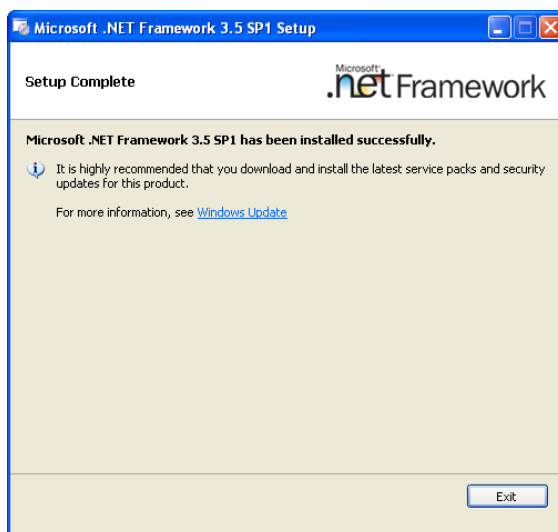 Microsoft .NET Framework 3.5 SP1 Setup
Setup Complete
Microsoft
.net Framework
Microsoft .NET Framework 3.5 SP1 has been installed successfully.
It is highly recommended that you download and install the latest service packs and security
updates for this product.
For more information, see Windows Update
Exit